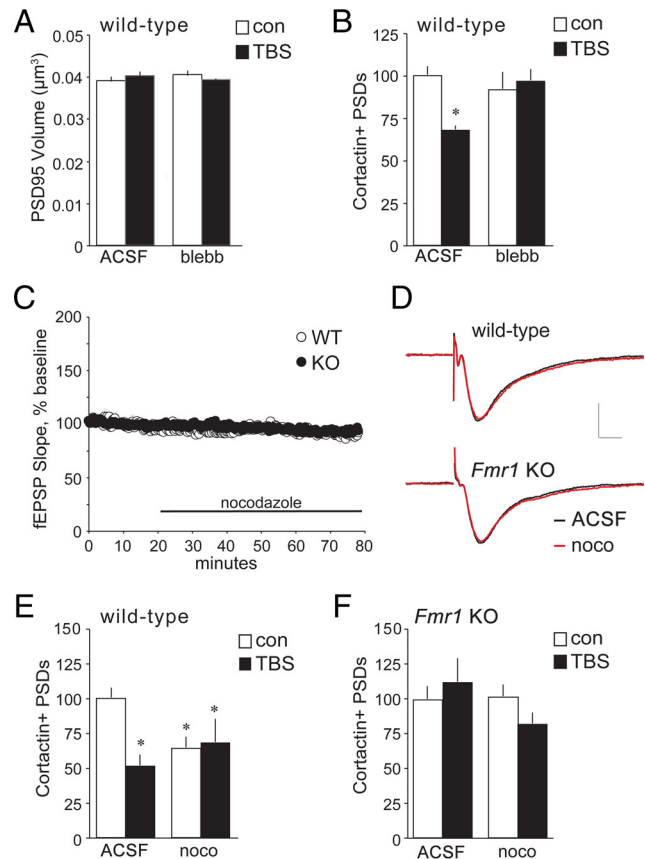 A
wild-type
con
TBS
PSD95 Volume (μm³)
0.05
0.04
0.03
0.02
0.01
0
ACSF
blebb
B
wild-type
con
TBS
Cortactin+ PSDs
125
100
75
50
25
0
*
ACSF
blebb
C
fEPSP Slope, % baseline
200
150
100
50
25
0
WT
KO
nocodazole
0 10 20 30 40 50 60 70 80
minutes
D
wild-type
Fmr1 KO
ACSF
noco
E
wild-type
con
TBS
Cortactin+ PSDs
150
125
100
75
50
25
0
*
* *
ACSF
noco
F
Fmr1 KO
con
TBS
Cortactin+ PSDs
150
125
100
75
50
25
0
ACSF
noco